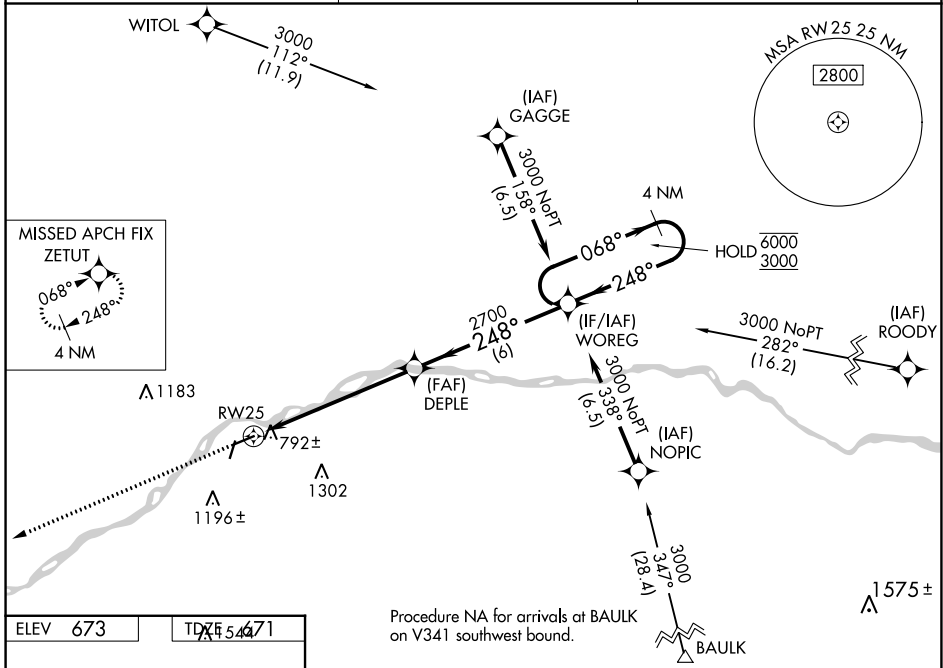 WITOL
3000
112°
(11.9)
MSA RW25 25 NM
2800
(IAF)
GAGGE
3000 NoPT
158°
(6.5)
4 NM
068°
248°
HOLD 6000
3000
MISSED APCH FIX
ZETUT
068°
248°
4 NM
2700
248°
(6)
(IF/IAF)
WOREG
3000 NoPT
282°
(16.2)
(IAF)
ROODY
(FAF)
DEPLE
3000 NoPT
338°
(6.5)
(IAF)
NOPIC
1183
RW25
792±
1302
1196±
3000
347°
(28.4)
BAULK
1575±
Procedure NA for arrivals at BAULK
on V341 southwest bound.
ELEV 673
TDZE 671